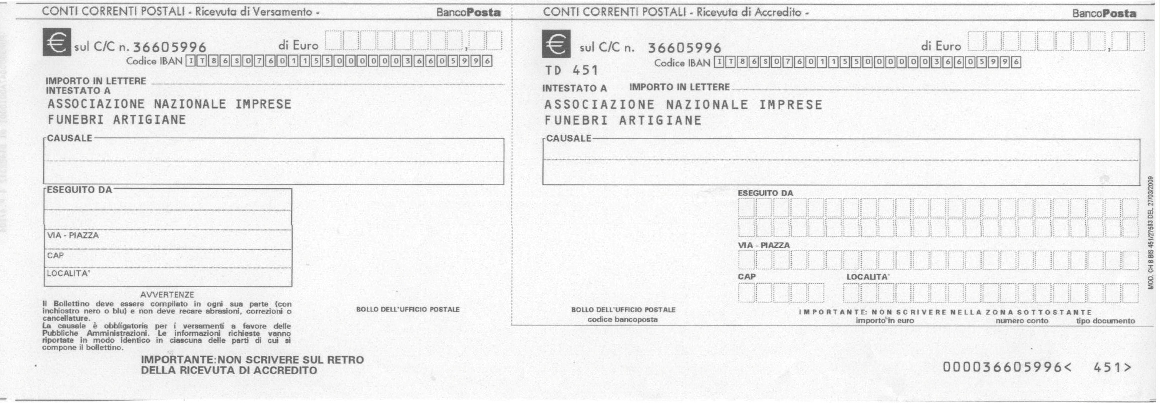 CONTI CORRENTI POSTALI - Ricevuta di Versamento - BancoPosta
€ sul C/C n. 36605996 di Euro ,
Codice IBAN IT86S0760115500000036605996
IMPORTO IN LETTERE
INTESTATO A
ASSOCIAZIONE NAZIONALE IMPRESE
FUNEBRI ARTIGIANE
CAUSALE
ESEGUITO DA
VIA - PIAZZA
CAP
LOCALITA'
AVVERTENZE
Il Bollettino deve essere compilato in ogni sua parte (con
inchiostro nero o blu) e non deve recare abrasioni, correzioni o
cancellature.
La causale è obbligatoria per i versamenti a favore delle
Pubbliche Amministrazioni. Le informazioni richieste vanno
riportate in modo identico in ciascuna delle parti di cui si
compone il bollettino.
BOLLO DELL'UFFICIO POSTALE
IMPORTANTE:NON SCRIVERE SUL RETRO
DELLA RICEVUTA DI ACCREDITO
CONTI CORRENTI POSTALI - Ricevuta di Accredito - BancoPosta
€ sul C/C n. 36605996 di Euro ,
Codice IBAN IT86S0760115500000036605996
TD 451
INTESTATO A IMPORTO IN LETTERE
ASSOCIAZIONE NAZIONALE IMPRESE
FUNEBRI ARTIGIANE
CAUSALE
ESEGUITO DA
VIA - PIAZZA
CAP LOCALITA'
BOLLO DELL'UFFICIO POSTALE
codice bancoposta
IMPORTANTE: NON SCRIVERE NELLA ZONA SOTTOSTANTE
importo in euro numero conto tipo documento
000036605996< 451>